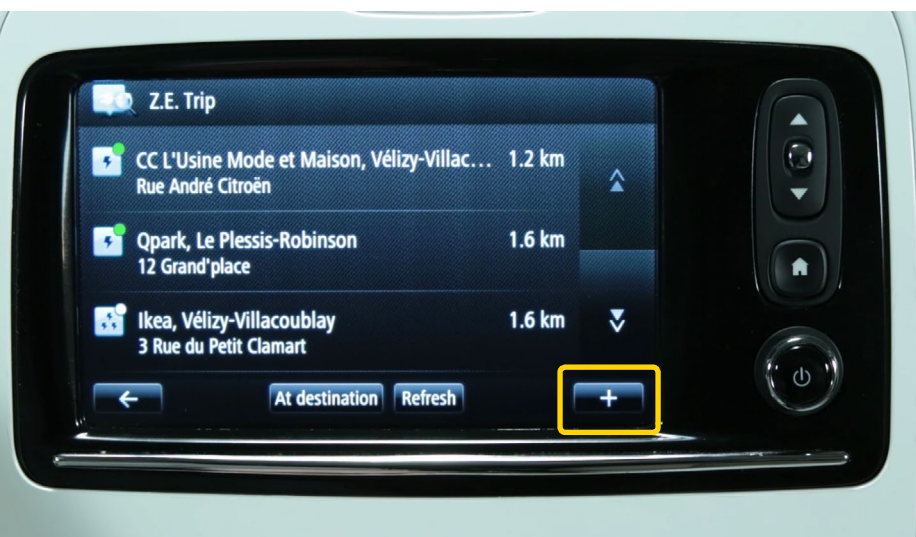 Z.E. Trip
CC L'Usine Mode et Maison, Vélizy-Villac... 1.2 km
Rue André Citroën
Qpark, Le Plessis-Robinson 1.6 km
12 Grand'place
Ikea, Vélizy-Villacoublay 1.6 km
3 Rue du Petit Clamart
At destination Refresh +